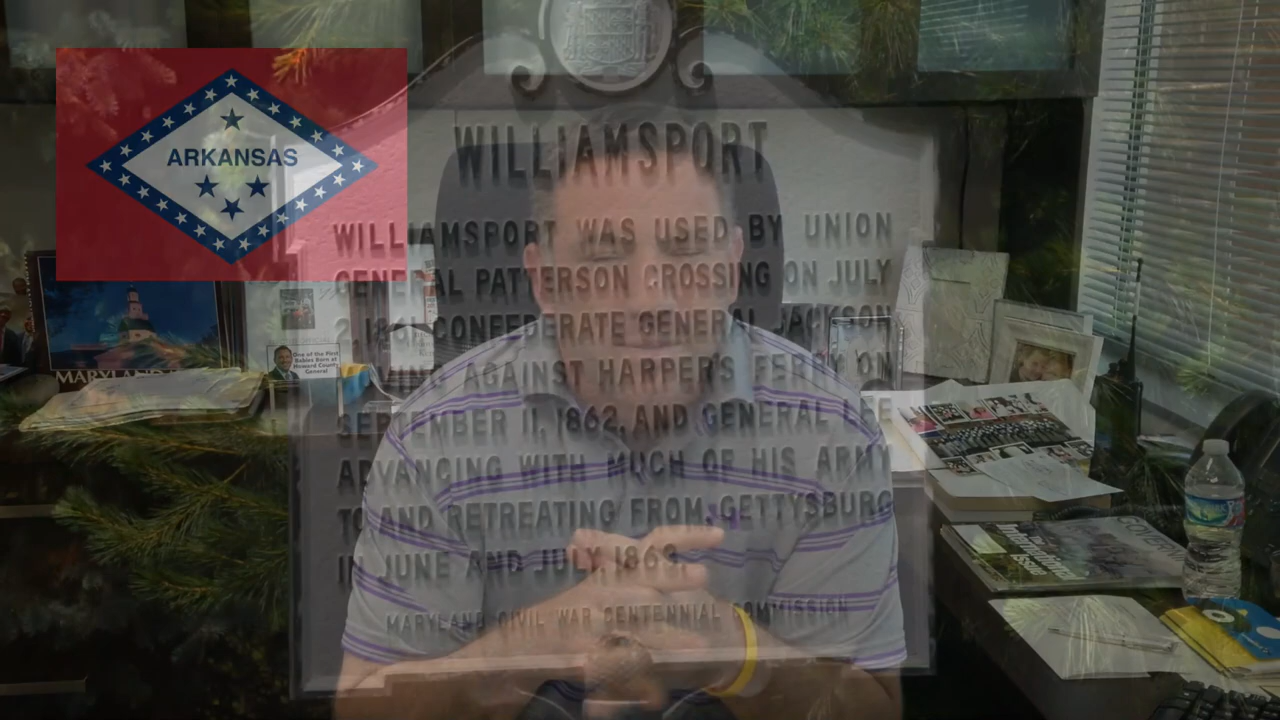 ARKANSAS
WILLIAMSPORT
WILLIAMSPORT WAS USED BY UNION
GENERAL PATTERSON CROSSING ON JULY
2, 1861, CONFEDERATE GENERAL JACKSON
AGAINST HARPER'S FERRY ON
SEPTEMBER 11, 1862, AND GENERAL LEE
ADVANCING WITH MUCH OF HIS ARMY
TO AND RETREATING FROM GETTYSBURG
IN JUNE AND JULY, 1863.
MARYLAND CIVIL WAR CENTENNIAL COMMISSION
MARYLAND
One of the First
Babies Born at
Howard County
General